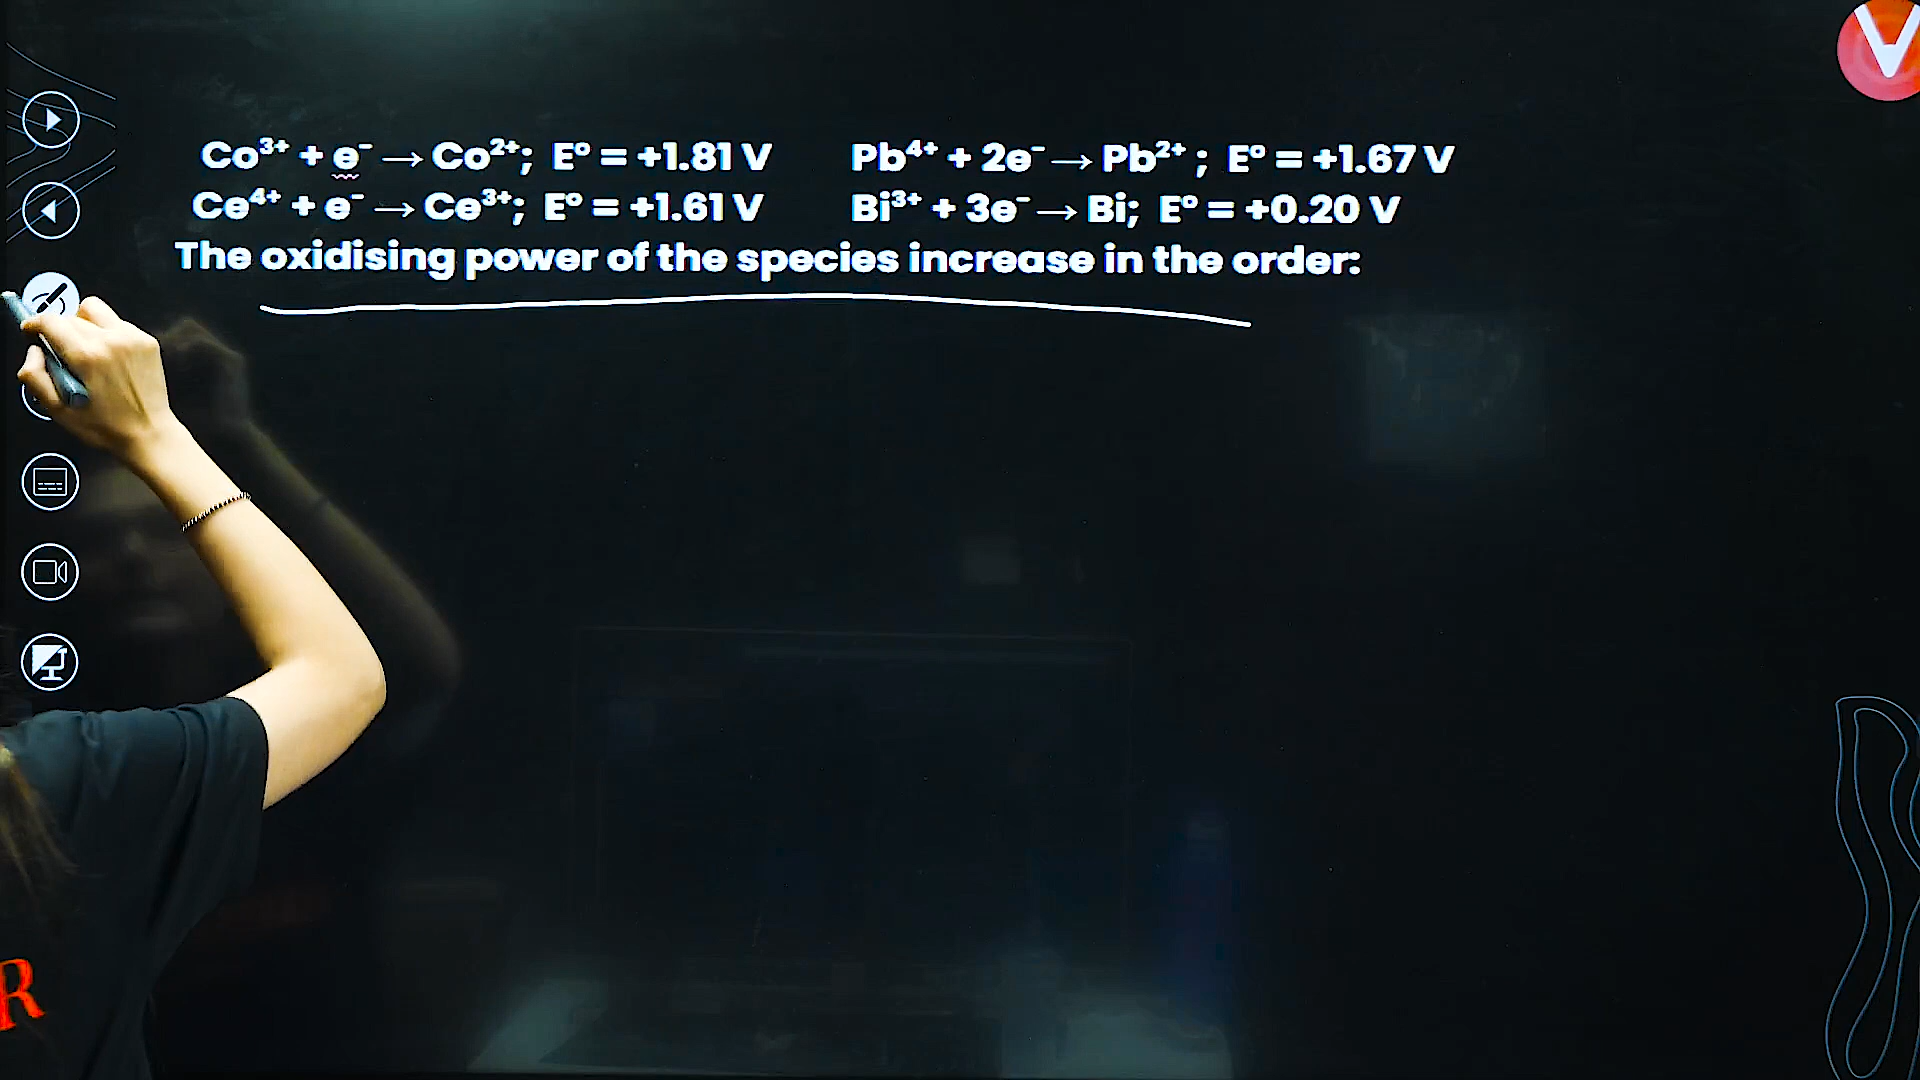 Co³⁺ + e⁻ → Co²⁺; E° = +1.81 V Pb⁴⁺ + 2e⁻ → Pb²⁺ ; E° = +1.67 V
Ce⁴⁺ + e⁻ → Ce³⁺; E° = +1.61 V Bi³⁺ + 3e⁻ → Bi; E° = +0.20 V
The oxidising power of the species increase in the order:
R